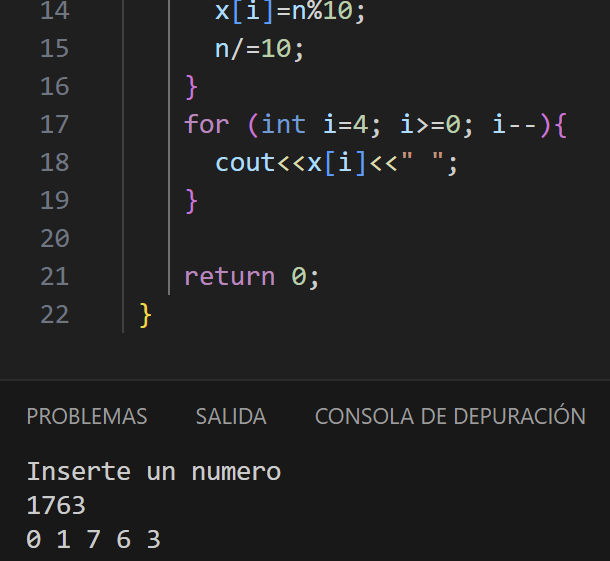 14 x[i]=n%10;
15 n/=10;
16 }
17 for (int i=4; i>=0; i--){
18 cout<<x[i]<<" ";
19 }
20
21 return 0;
22 }
PROBLEMAS SALIDA CONSOLA DE DEPURACIÓN
Inserte un numero
1763
0 1 7 6 3